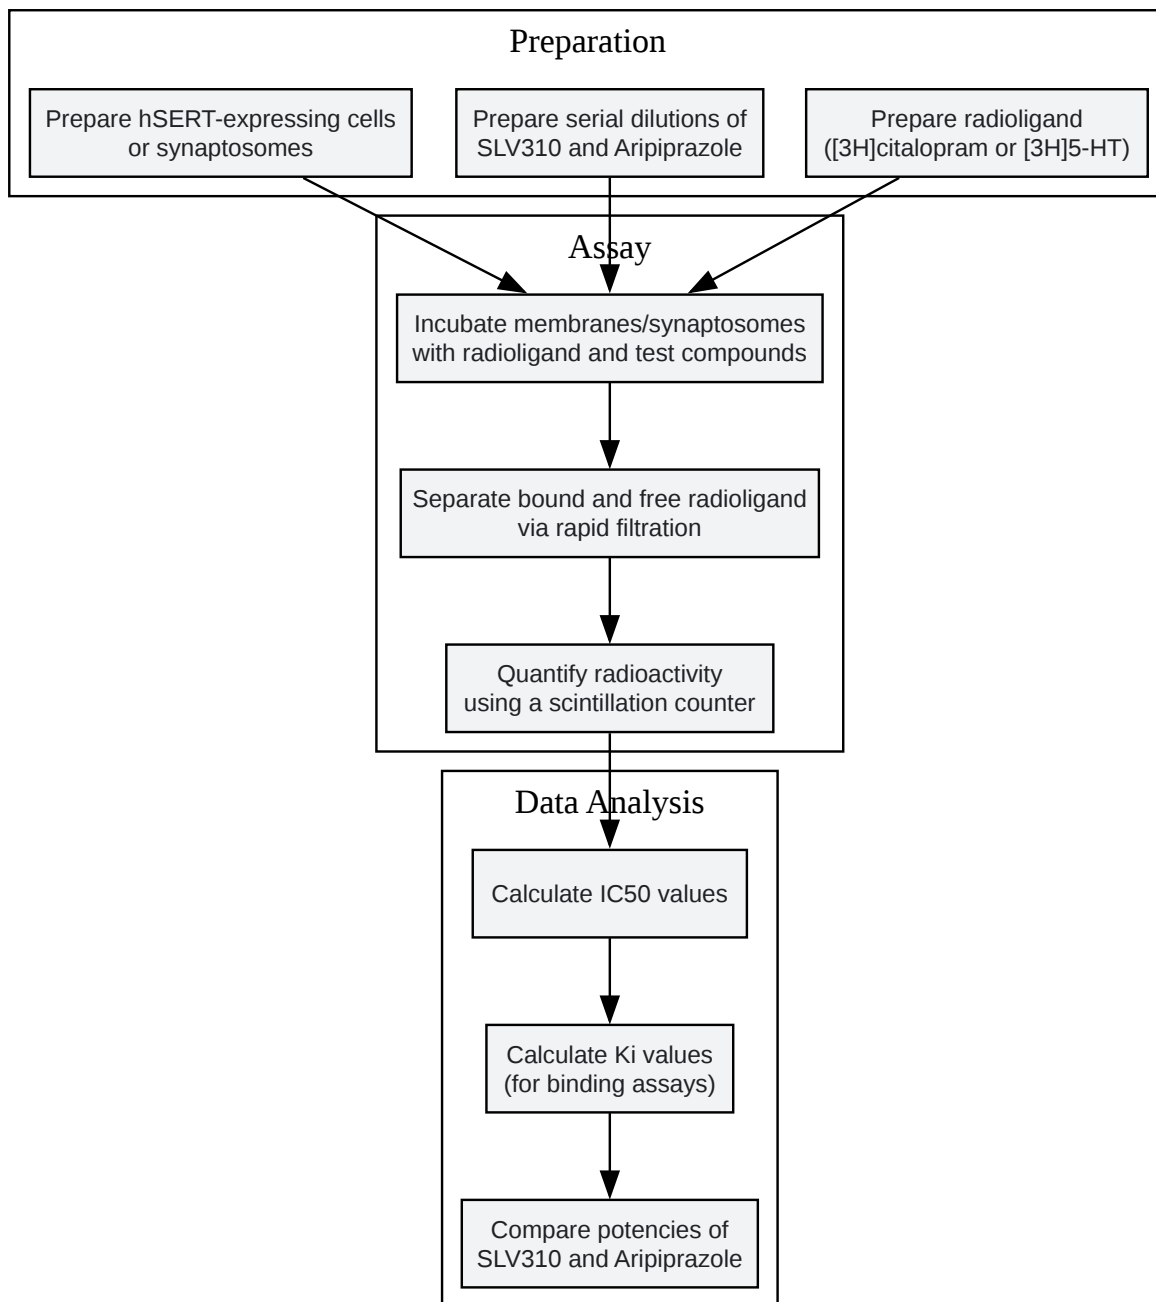 Preparation
Prepare hSERT-expressing cells
or synaptosomes
Prepare serial dilutions of
SLV310 and Aripiprazole
Prepare radioligand
([3H]citalopram or [3H]5-HT)
Assay
Incubate membranes/synaptosomes
with radioligand and test compounds
Separate bound and free radioligand
via rapid filtration
Quantify radioactivity
using a scintillation counter
Data Analysis
Calculate IC50 values
Calculate Ki values
(for binding assays)
Compare potencies of
SLV310 and Aripiprazole